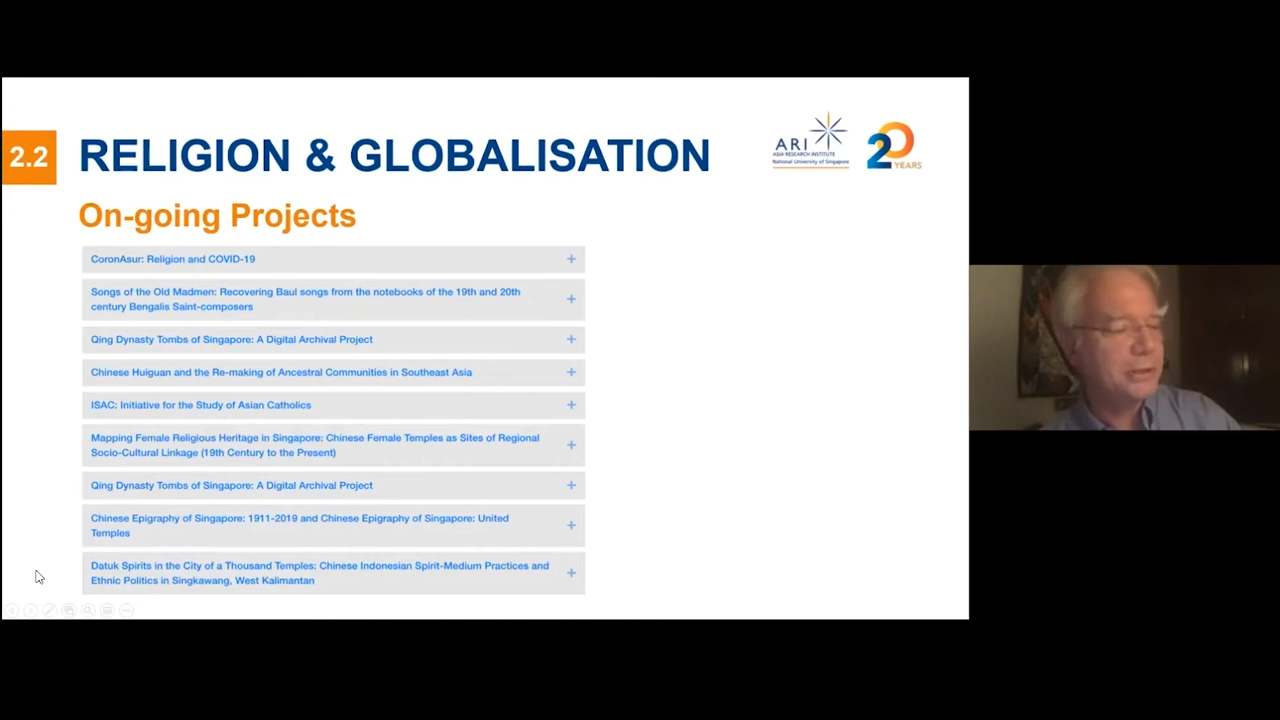 2.2
RELIGION & GLOBALISATION
ARI
ASIA RESEARCH INSTITUTE
National University of Singapore
20
YEARS
On-going Projects
CoronAsur: Religion and COVID-19
Songs of the Old Madmen: Recovering Baul songs from the notebooks of the 19th and 20th
century Bengalis Saint-composers
Qing Dynasty Tombs of Singapore: A Digital Archival Project
Chinese Huiguan and the Re-making of Ancestral Communities in Southeast Asia
ISAC: Initiative for the Study of Asian Catholics
Mapping Female Religious Heritage in Singapore: Chinese Female Temples as Sites of Regional
Socio-Cultural Linkage (19th Century to the Present)
Qing Dynasty Tombs of Singapore: A Digital Archival Project
Chinese Epigraphy of Singapore: 1911-2019 and Chinese Epigraphy of Singapore: United
Temples
Datuk Spirits in the City of a Thousand Temples: Chinese Indonesian Spirit-Medium Practices and
Ethnic Politics in Singkawang, West Kalimantan